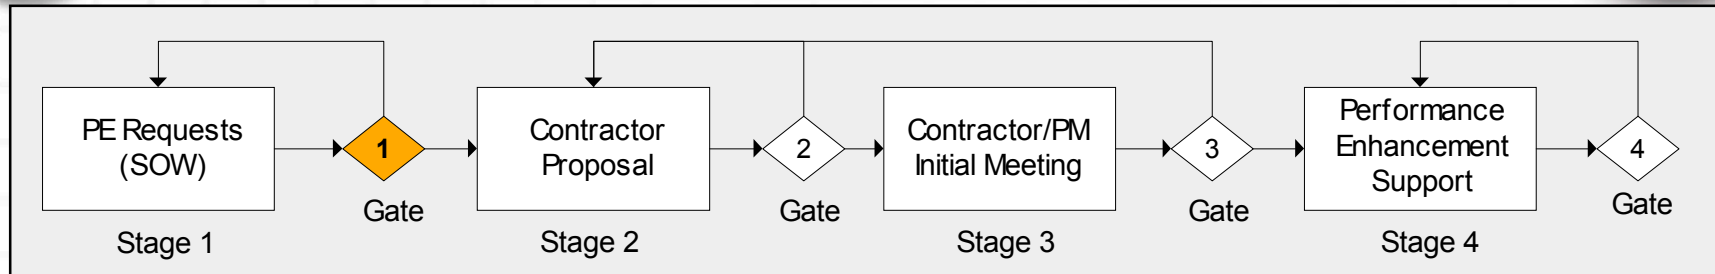 PE Requests
(SOW)
1
Gate
Stage 1
Contractor
Proposal
2
Gate
Stage 2
Contractor/PM
Initial Meeting
3
Gate
Stage 3
Performance
Enhancement
Support
4
Gate
Stage 4